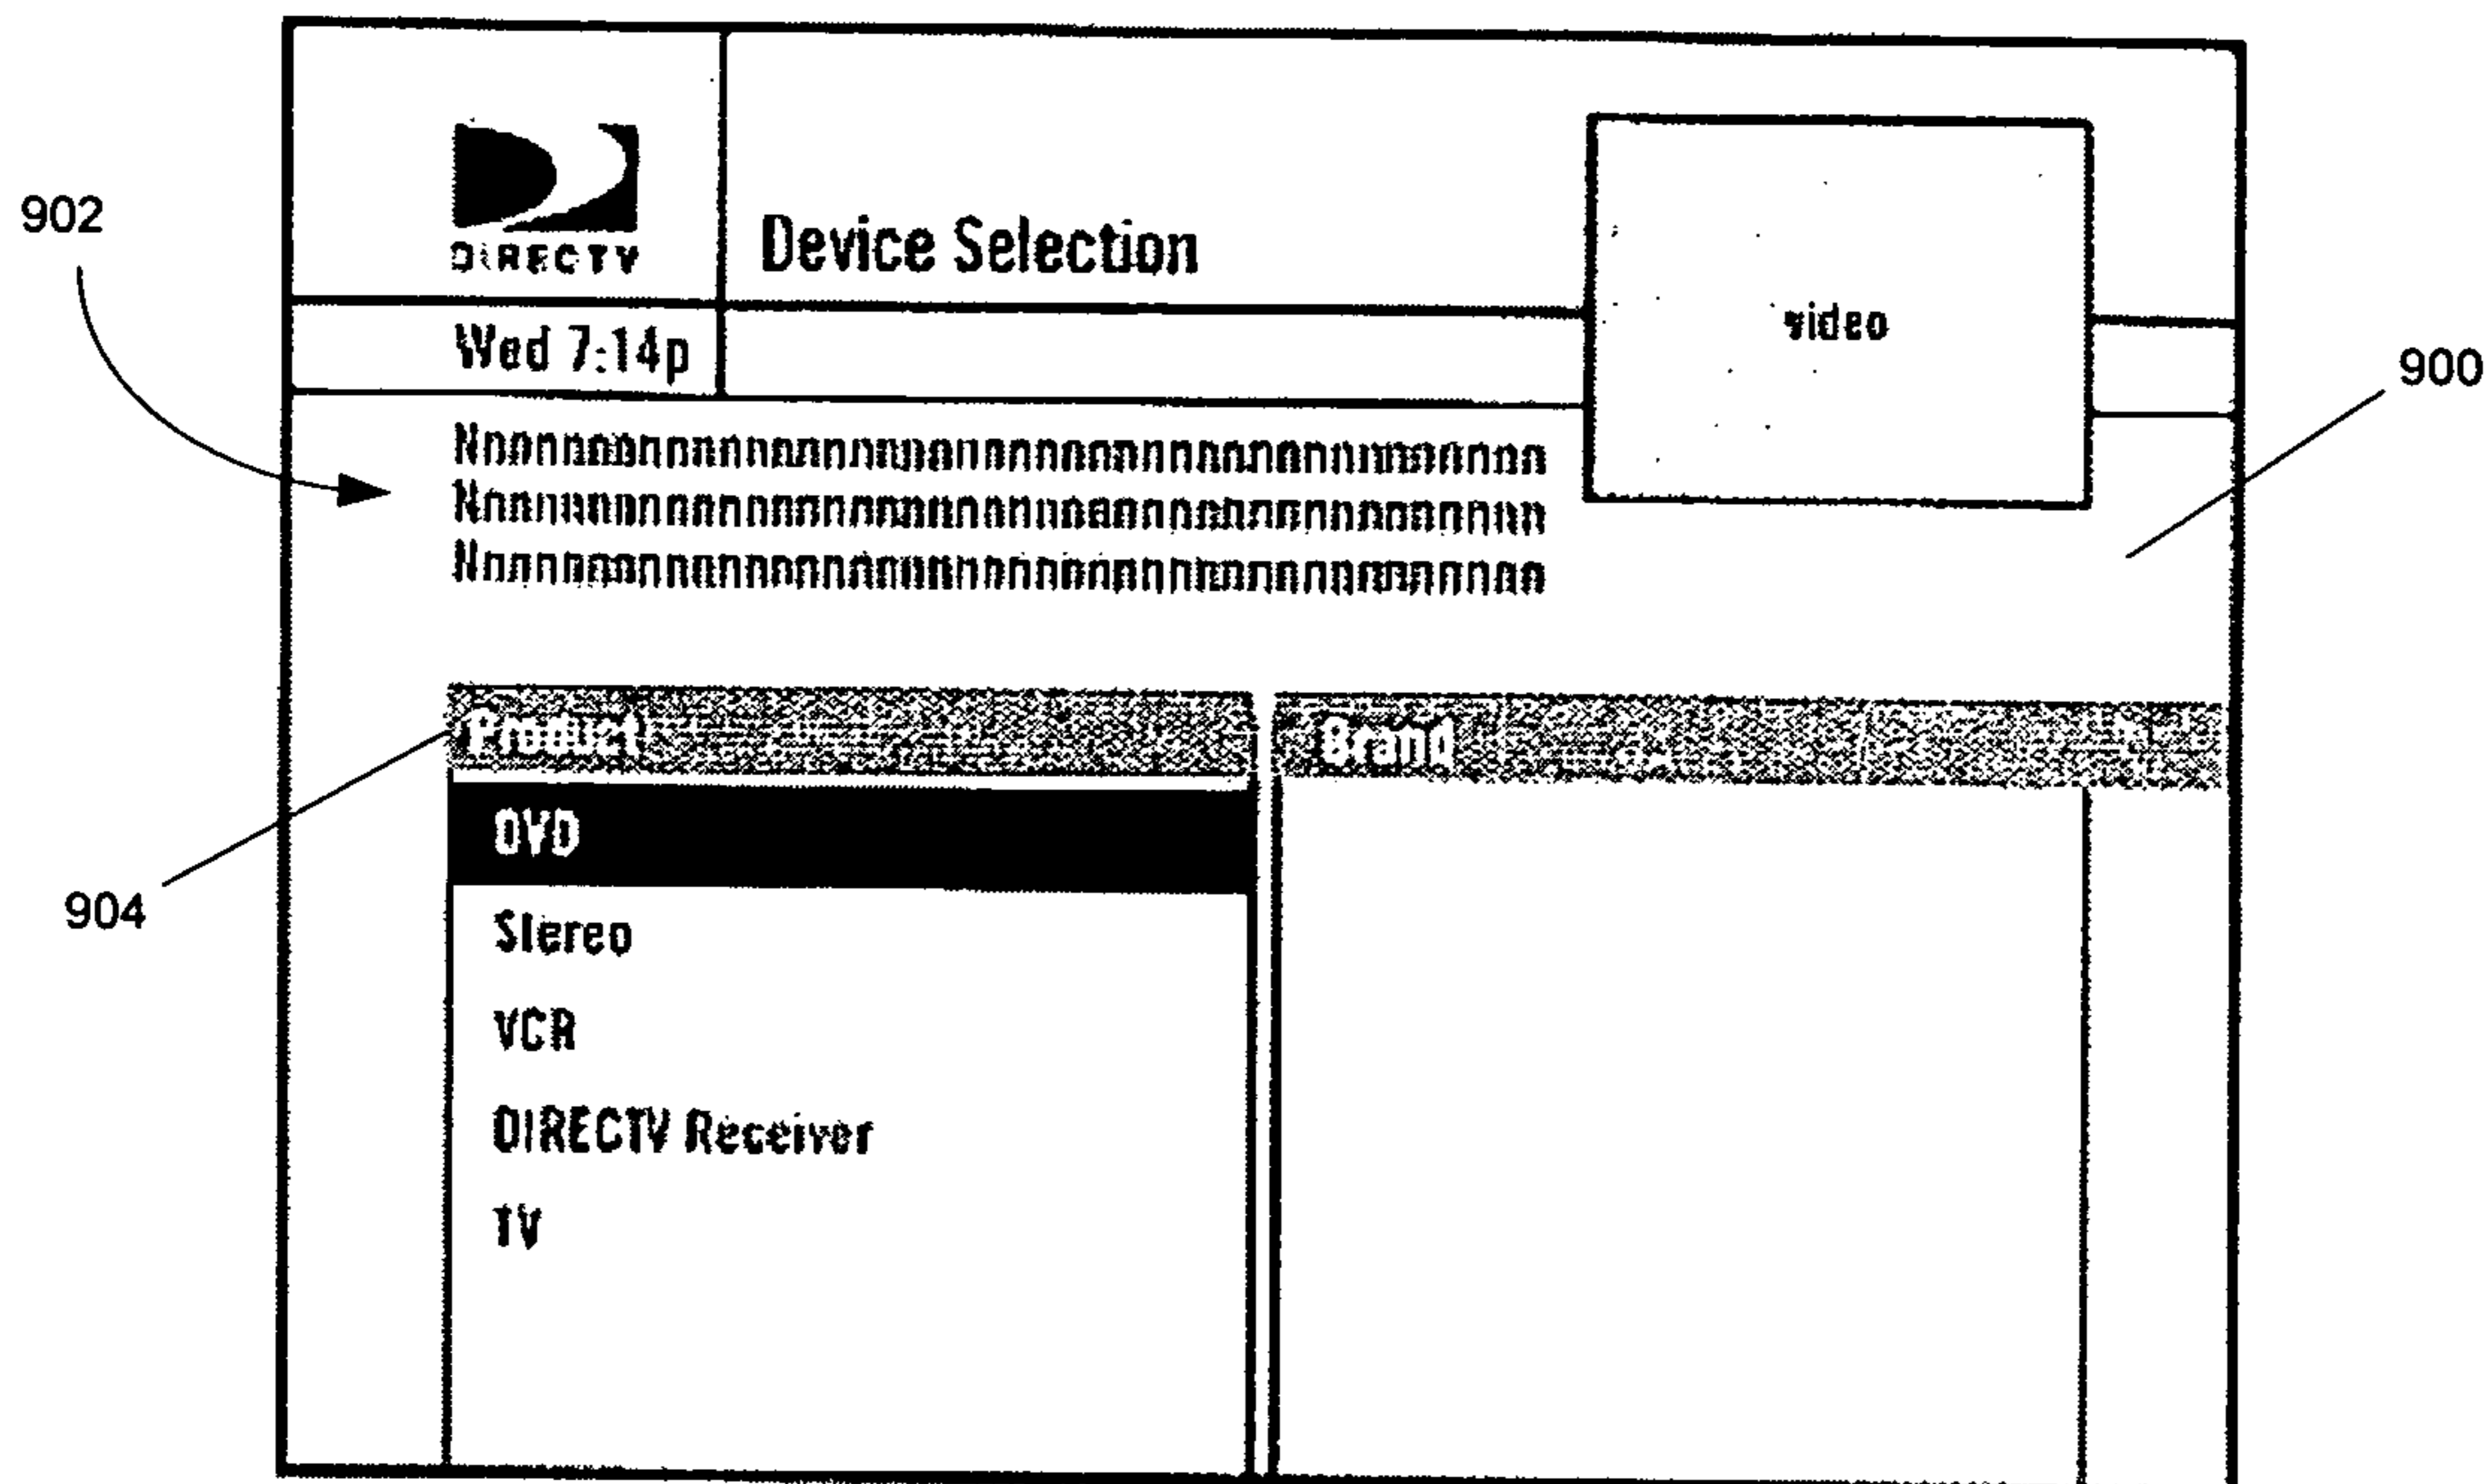 902
DIRECTV
Device Selection
video
Wed 7:14p
900
Product
Brand
904
DVD
Stereo
VCR
DIRECTV Receiver
TV